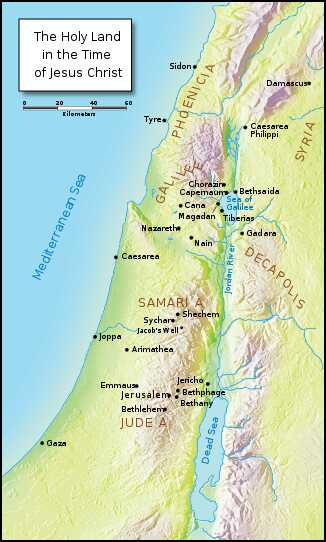 The Holy Land
in the Time
of Jesus Christ
0 20 40 60
Kilometers
Sidon
Damascus
PHOENICIA
Tyre
Caesarea
Philippi
SYRIA
GALILEE
Chorazin
Capernaum
Bethsaida
Sea of
Galilee
Cana
Magadan
Tiberias
Mediterranean Sea
Nazareth
Gadara
Nain
Jordan River
DECAPOLIS
Caesarea
SAMARIA
Shechem
Sychar
Jacob's Well
Joppa
Arimathea
Emmaus
Jericho
Jerusalem
Bethphage
Bethany
Bethlehem
JUDEA
Dead Sea
Gaza